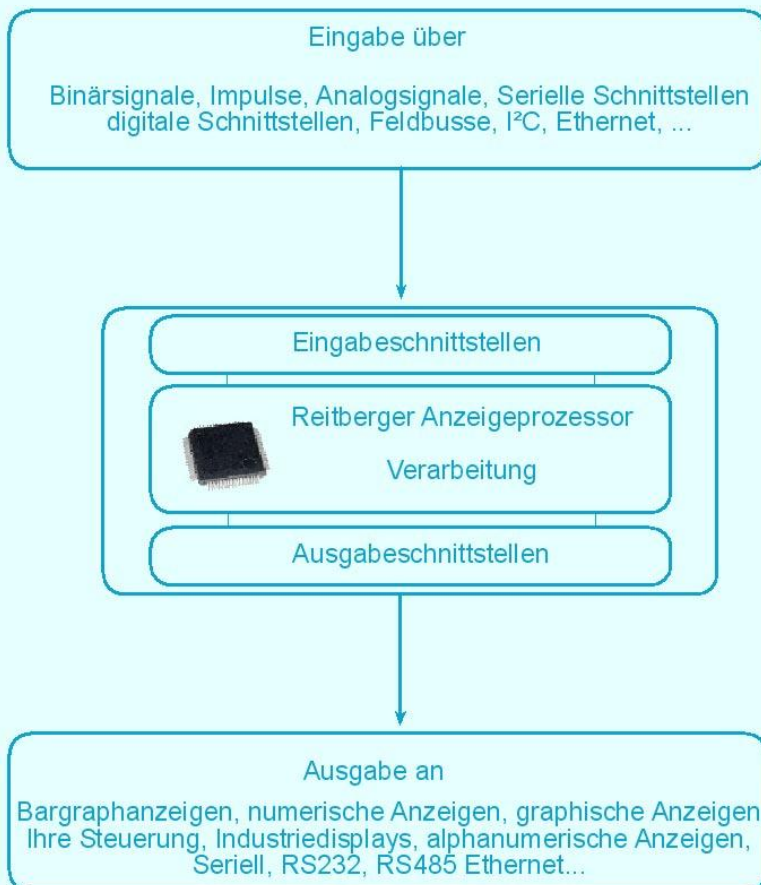 Eingabe über
Binärsignale, Impulse, Analogsignale, Serielle Schnittstellen
digitale Schnittstellen, Feldbusse, I²C, Ethernet, ...
Eingabeschnittstellen
Reitberger Anzeigeprozessor
Verarbeitung
Ausgabeschnittstellen
Ausgabe an
Bargraphanzeigen, numerische Anzeigen, graphische Anzeigen
Ihre Steuerung, Industriedisplays, alphanumerische Anzeigen,
Seriell, RS232, RS485 Ethernet...